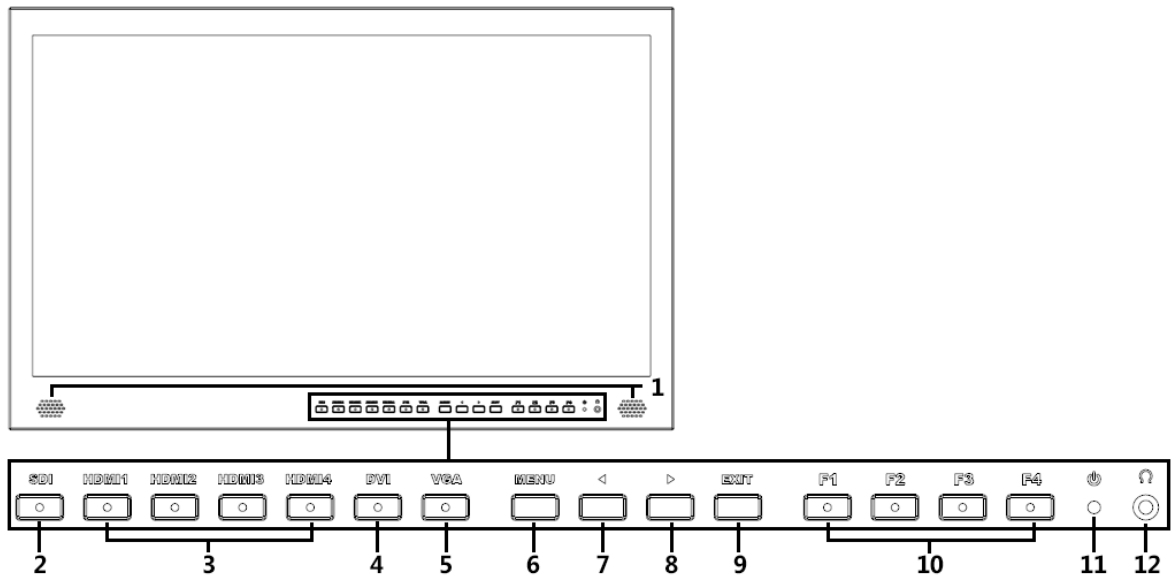 1
SDI HDMI1 HDMI2 HDMI3 HDMI4 DVI VGA MENU ◁ ▷ EXIT F1 F2 F3 F4
2 3 4 5 6 7 8 9 10 11 12